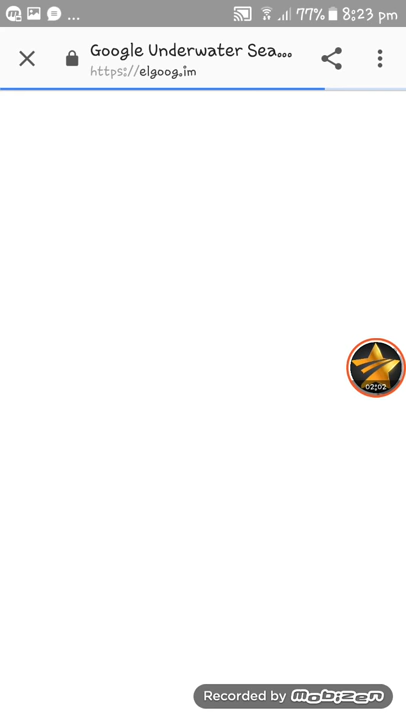 77% 8:23 pm
Google Underwater Sea...
https://elgoog.im
02:02
Recorded by mobizen